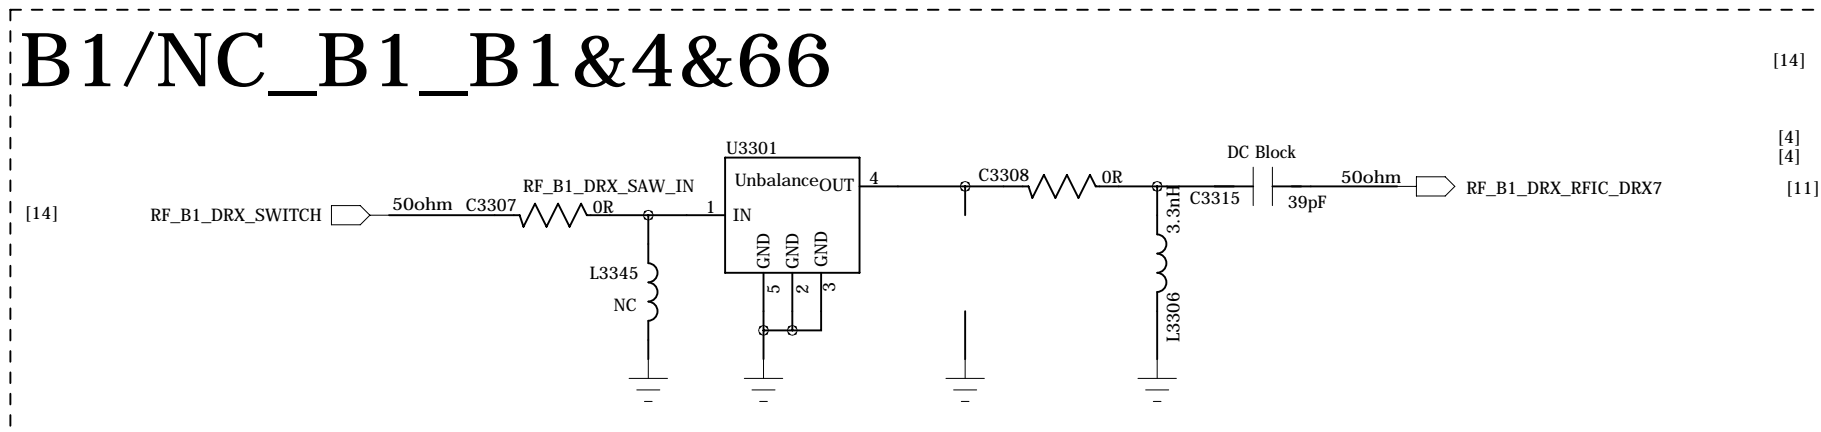 B1/NC_B1_B1&4&66
[14]
[4]
[4]
[11]
[14]
RF_B1_DRX_SWITCH
50ohm
C3307
0R
RF_B1_DRX_SAW_IN
L3345
NC
U3301
Unbalance
OUT
1
IN
4
GND
GND
GND
5
2
3
C3308
0R
3.3nH
L3306
DC Block
C3315
39pF
50ohm
RF_B1_DRX_RFIC_DRX7